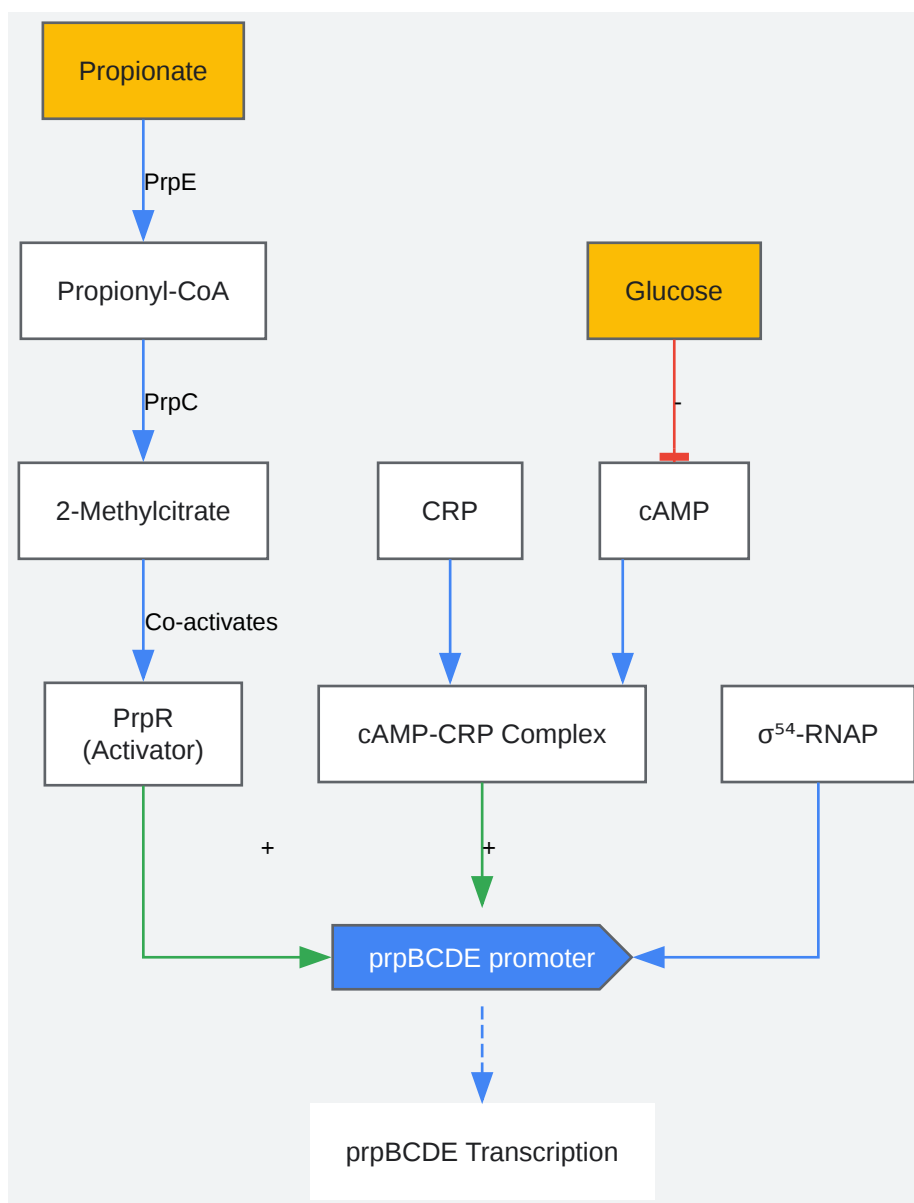 Propionate
PrpE
Propionyl-CoA
Glucose
PrpC
-
2-Methylcitrate
CRP
cAMP
Co-activates
PrpR
(Activator)
cAMP-CRP Complex
σ⁵⁴-RNAP
+
+
prpBCDE promoter
prpBCDE Transcription